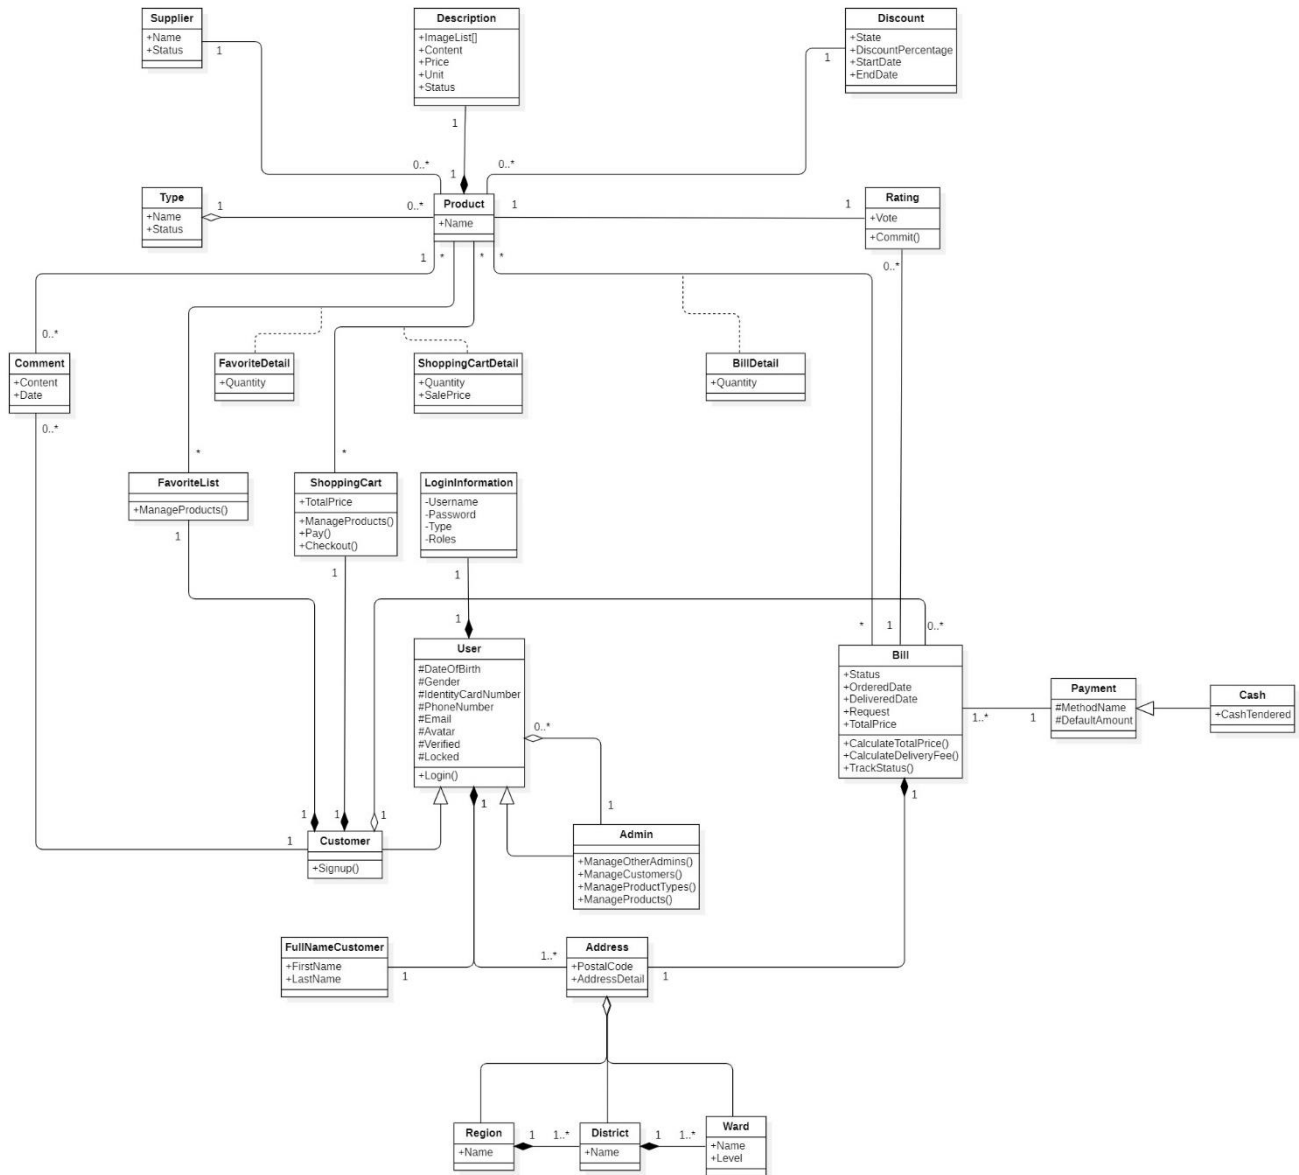 Supplier
+Name
+Status
1
Description
+ImageList[]
+Content
+Price
+Unit
+Status
1
Discount
+State
+DiscountPercentage
+StartDate
+EndDate
1
0..*
1
0..*
Type
+Name
+Status
1
0..*
Product
+Name
1
1
Rating
+Vote
+Commit()
0..*
1
*
*
*
0..*
Comment
+Content
+Date
0..*
FavoriteDetail
+Quantity
ShoppingCartDetail
+Quantity
+SalePrice
BillDetail
+Quantity
*
*
FavoriteList
+ManageProducts()
1
ShoppingCart
+TotalPrice
+ManageProducts()
+Pay()
+Checkout()
1
LoginInformation
-Username
-Password
-Type
-Roles
1
1
User
#DateOfBirth
#Gender
#IdentityCardNumber
#PhoneNumber
#Email
#Avatar
#Verified
#Locked
+Login()
0..*
1
1
*
1
0..*
Bill
+Status
+OrderedDate
+DeliveredDate
+Request
+TotalPrice
+CalculateTotalPrice()
+CalculateDeliveryFee()
+TrackStatus()
1..*
1
1
Payment
#MethodName
#DefaultAmount
Cash
+CashTendered
1
1
1
1
Customer
+Signup()
Admin
+ManageOtherAdmins()
+ManageCustomers()
+ManageProductTypes()
+ManageProducts()
FullNameCustomer
+FirstName
+LastName
1
1..*
Address
+PostalCode
+AddressDetail
1
Region
+Name
1
1..*
District
+Name
1
1..*
Ward
+Name
+Level